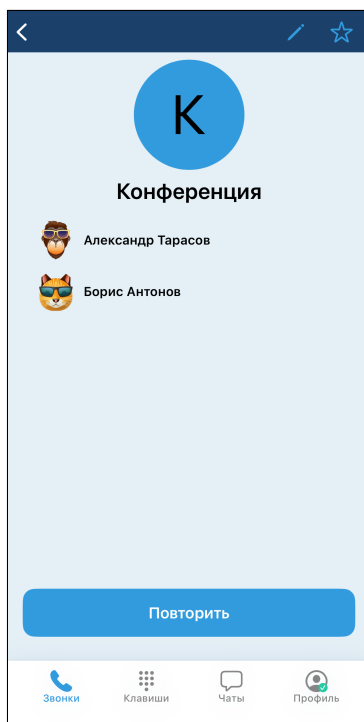 К
Конференция
Александр Тарасов
Борис Антонов
Повторить
Звонки
Клавиши
Чаты
Профиль